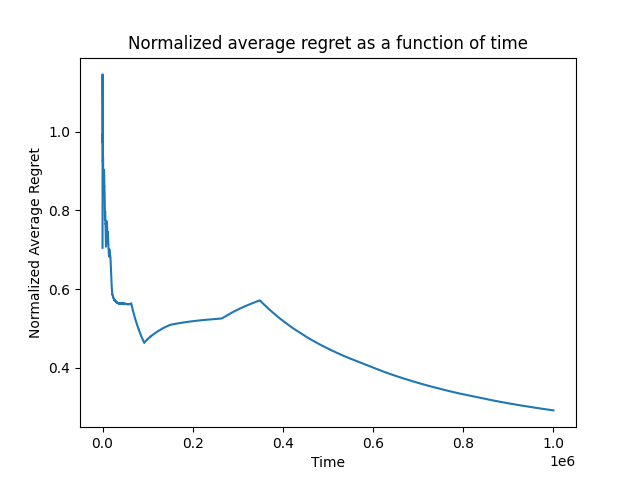 Normalized average regret as a function of time
Normalized Average Regret
1.0
0.8
0.6
0.4
0.0 0.2 0.4 0.6 0.8 1.0
1e6
Time